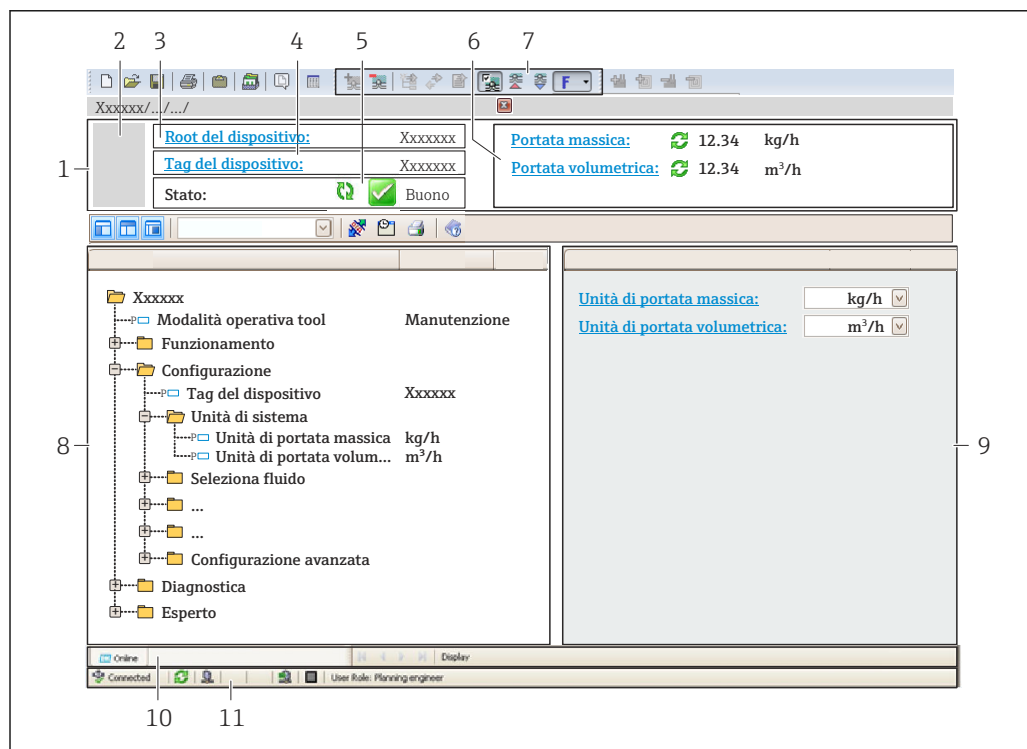 2 3 4 5 6 7
F
Xxxxxx/.../.../
1
Root del dispositivo: Xxxxxxx
Tag del dispositivo: Xxxxxxx
Stato: Buono
Portata massica: 12.34 kg/h
Portata volumetrica: 12.34 m³/h
Xxxxxx
P Modalità operativa tool Manutenzione
Funzionamento
Configurazione
P Tag del dispositivo Xxxxxx
Unità di sistema
P Unità di portata massica kg/h
P Unità di portata volum... m³/h
Seleziona fluido
...
...
Configurazione avanzata
Diagnostica
Esperto
8
Unità di portata massica: kg/h
Unità di portata volumetrica: m³/h
9
Online Display
Connected User Role: Planning engineer
10 11